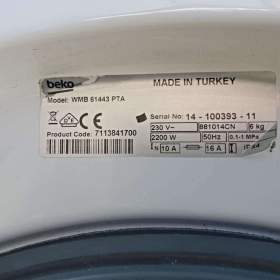 beko
MADE IN TURKEY
Model: WMB 61443 PTA
Serial No: 14 - 100393 - 11
230 V~ 881014CN 6 kg
2200 W 50Hz 0.1-1 MPa
Product Code: 7113841700
10 A 16 A IPX4